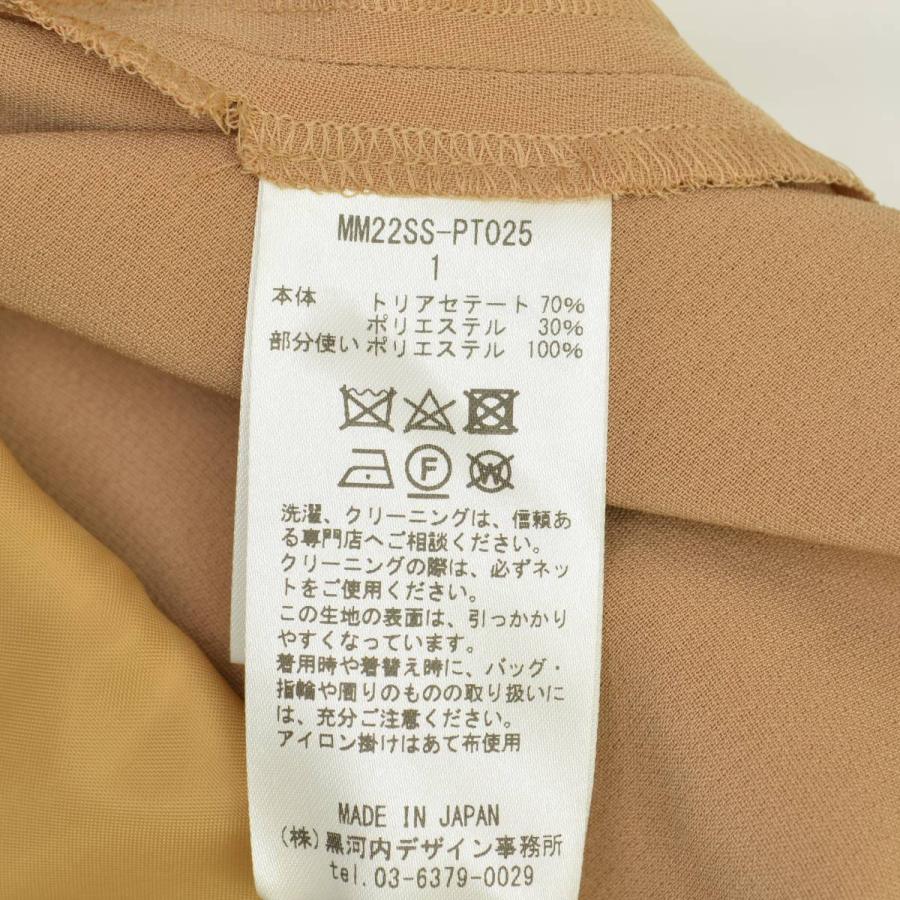 MM22SS-PT025
1
本体 トリアセテート 70%
ポリエステル 30%
部分使い ポリエステル 100%
F
W
洗濯、クリーニングは、信頼あ
る専門店へご相談ください。
クリーニングの際は、必ずネッ
トをご使用ください。
この生地の表面は、引っかかり
やすくなっています。
着用時や着替え時に、バッグ・
指輪や周りのものの取り扱いに
は、充分ご注意ください。
アイロン掛けはあて布使用
MADE IN JAPAN
(株)黒河内デザイン事務所
tel.03-6379-0029